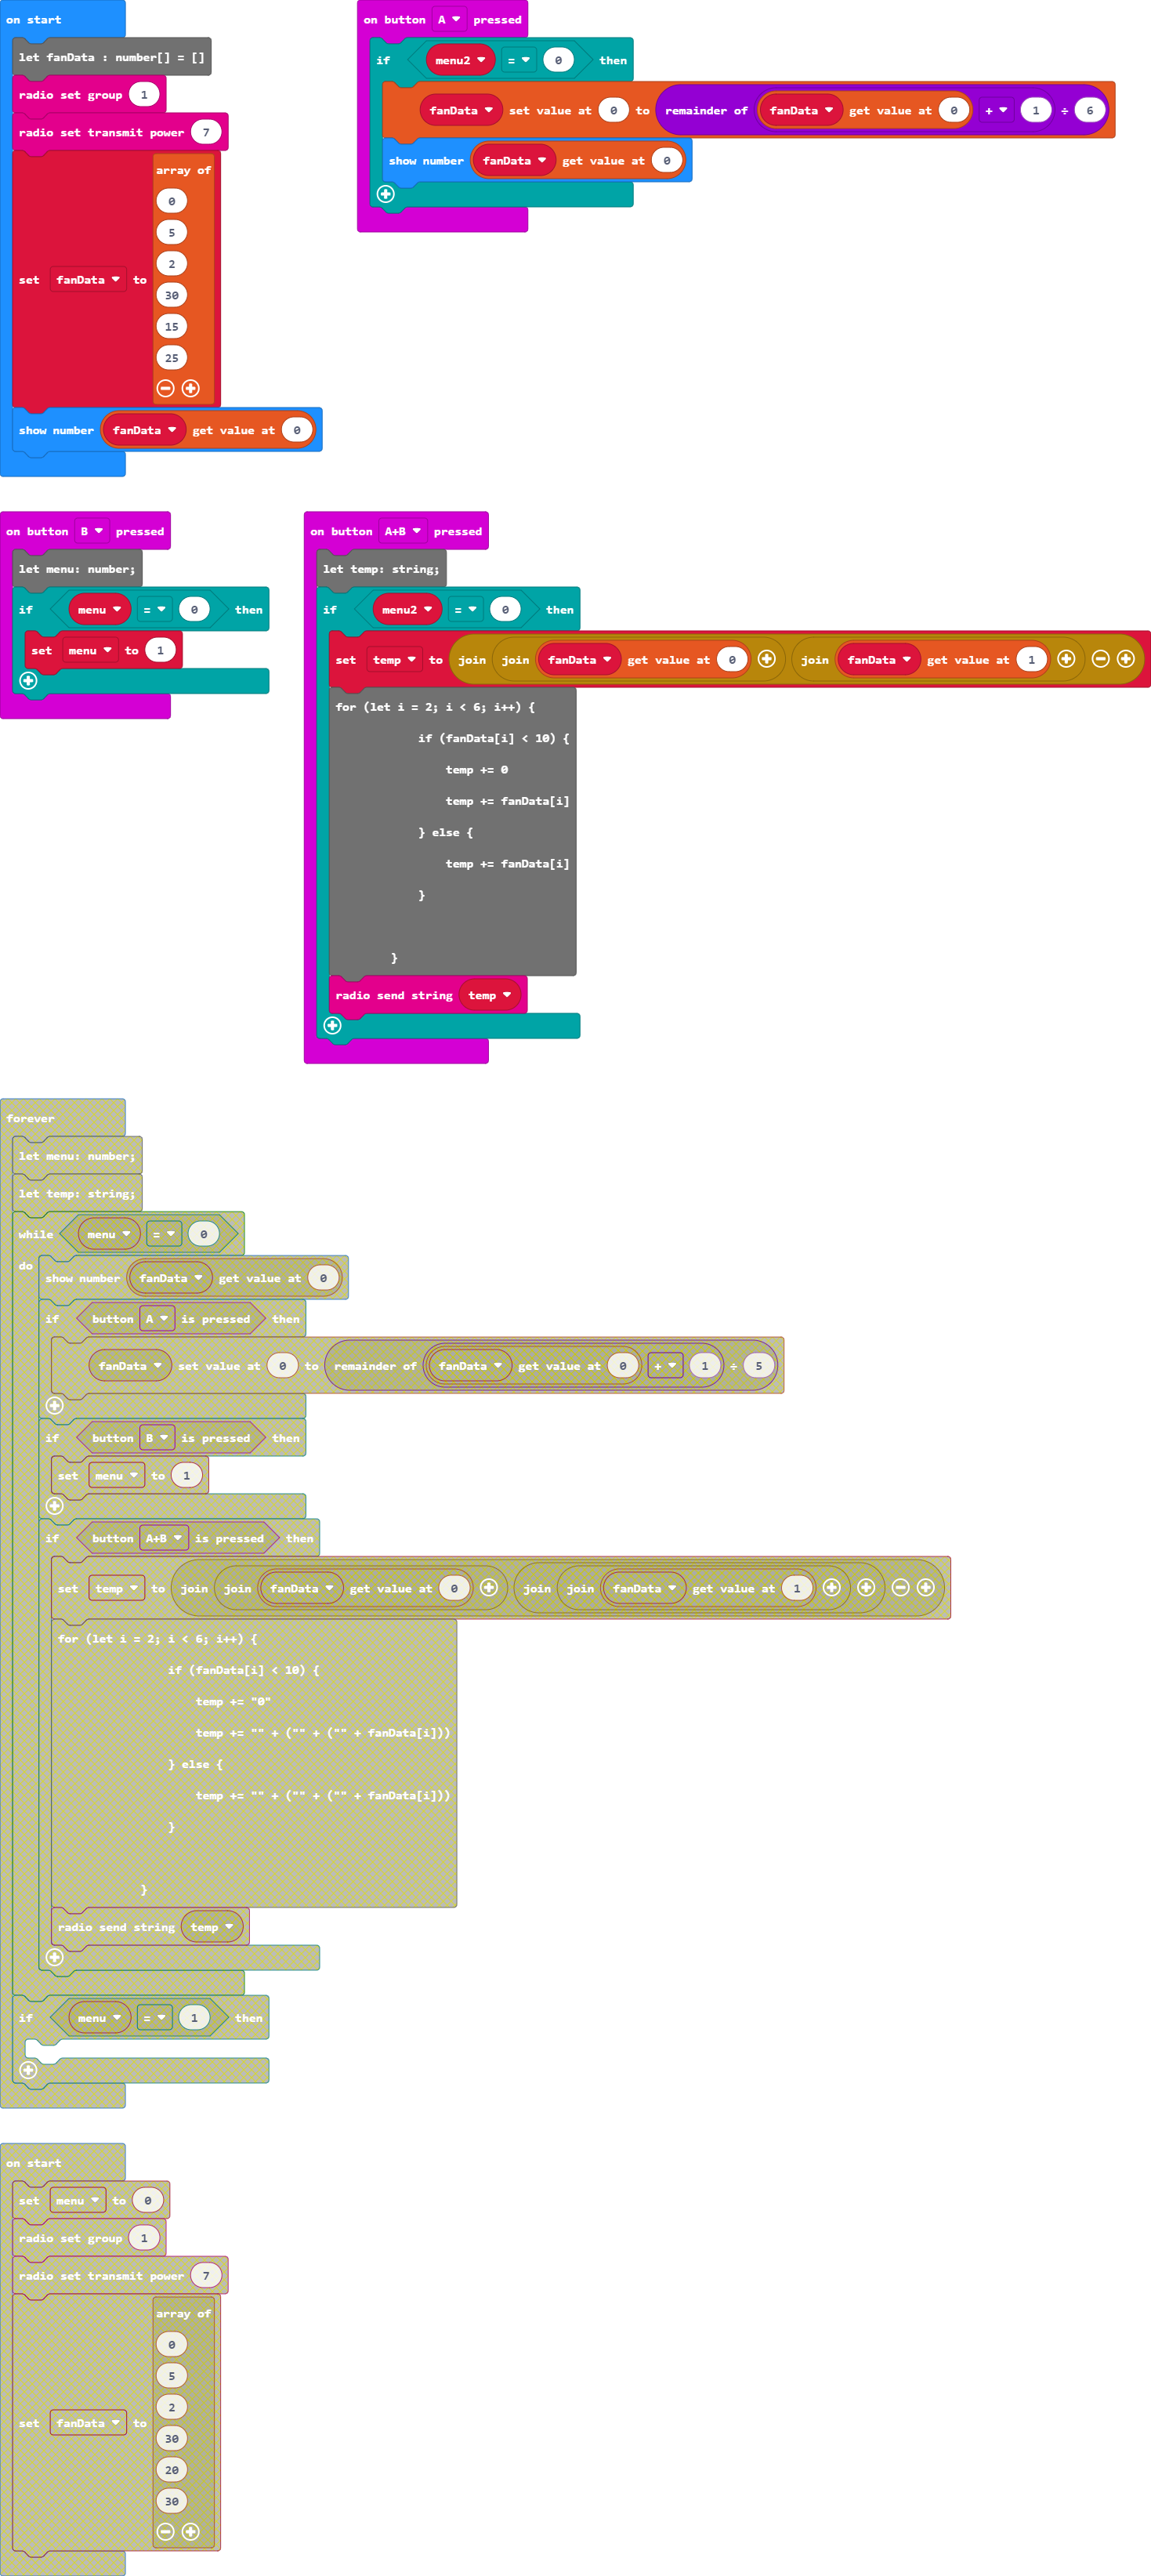 on start
let fanData : number[] = []
radio set group 1
radio set transmit power 7
set fanData to array of
0
5
2
30
15
25
show number fanData get value at 0
on button A pressed
if menu2 = 0 then
fanData set value at 0 to remainder of fanData get value at 0 + 1 ÷ 6
show number fanData get value at 0
on button B pressed
let menu: number;
if menu = 0 then
set menu to 1
on button A+B pressed
let temp: string;
if menu2 = 0 then
set temp to join join fanData get value at 0 join fanData get value at 1
for (let i = 2; i < 6; i++) {
if (fanData[i] < 10) {
temp += 0
temp += fanData[i]
} else {
temp += fanData[i]
}
}
radio send string temp
forever
let menu: number;
let temp: string;
while menu = 0
do
show number fanData get value at 0
if button A is pressed then
fanData set value at 0 to remainder of fanData get value at 0 + 1 ÷ 5
if button B is pressed then
set menu to 1
if button A+B is pressed then
set temp to join join fanData get value at 0 join join fanData get value at 1
for (let i = 2; i < 6; i++) {
if (fanData[i] < 10) {
temp += "0"
temp += "" + ("" + ("" + fanData[i]))
} else {
temp += "" + ("" + ("" + fanData[i]))
}
}
radio send string temp
if menu = 1 then
on start
set menu to 0
radio set group 1
radio set transmit power 7
set fanData to array of
0
5
2
30
20
30